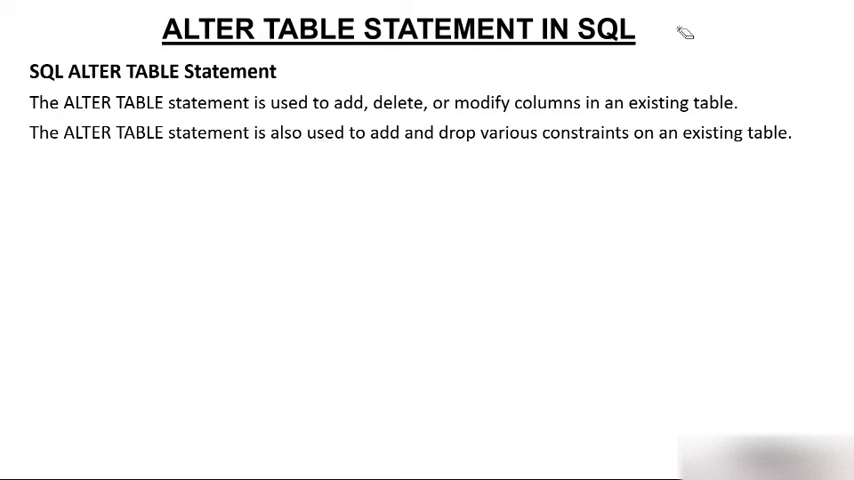 ALTER TABLE STATEMENT IN SQL
SQL ALTER TABLE Statement
The ALTER TABLE statement is used to add, delete, or modify columns in an existing table.
The ALTER TABLE statement is also used to add and drop various constraints on an existing table.